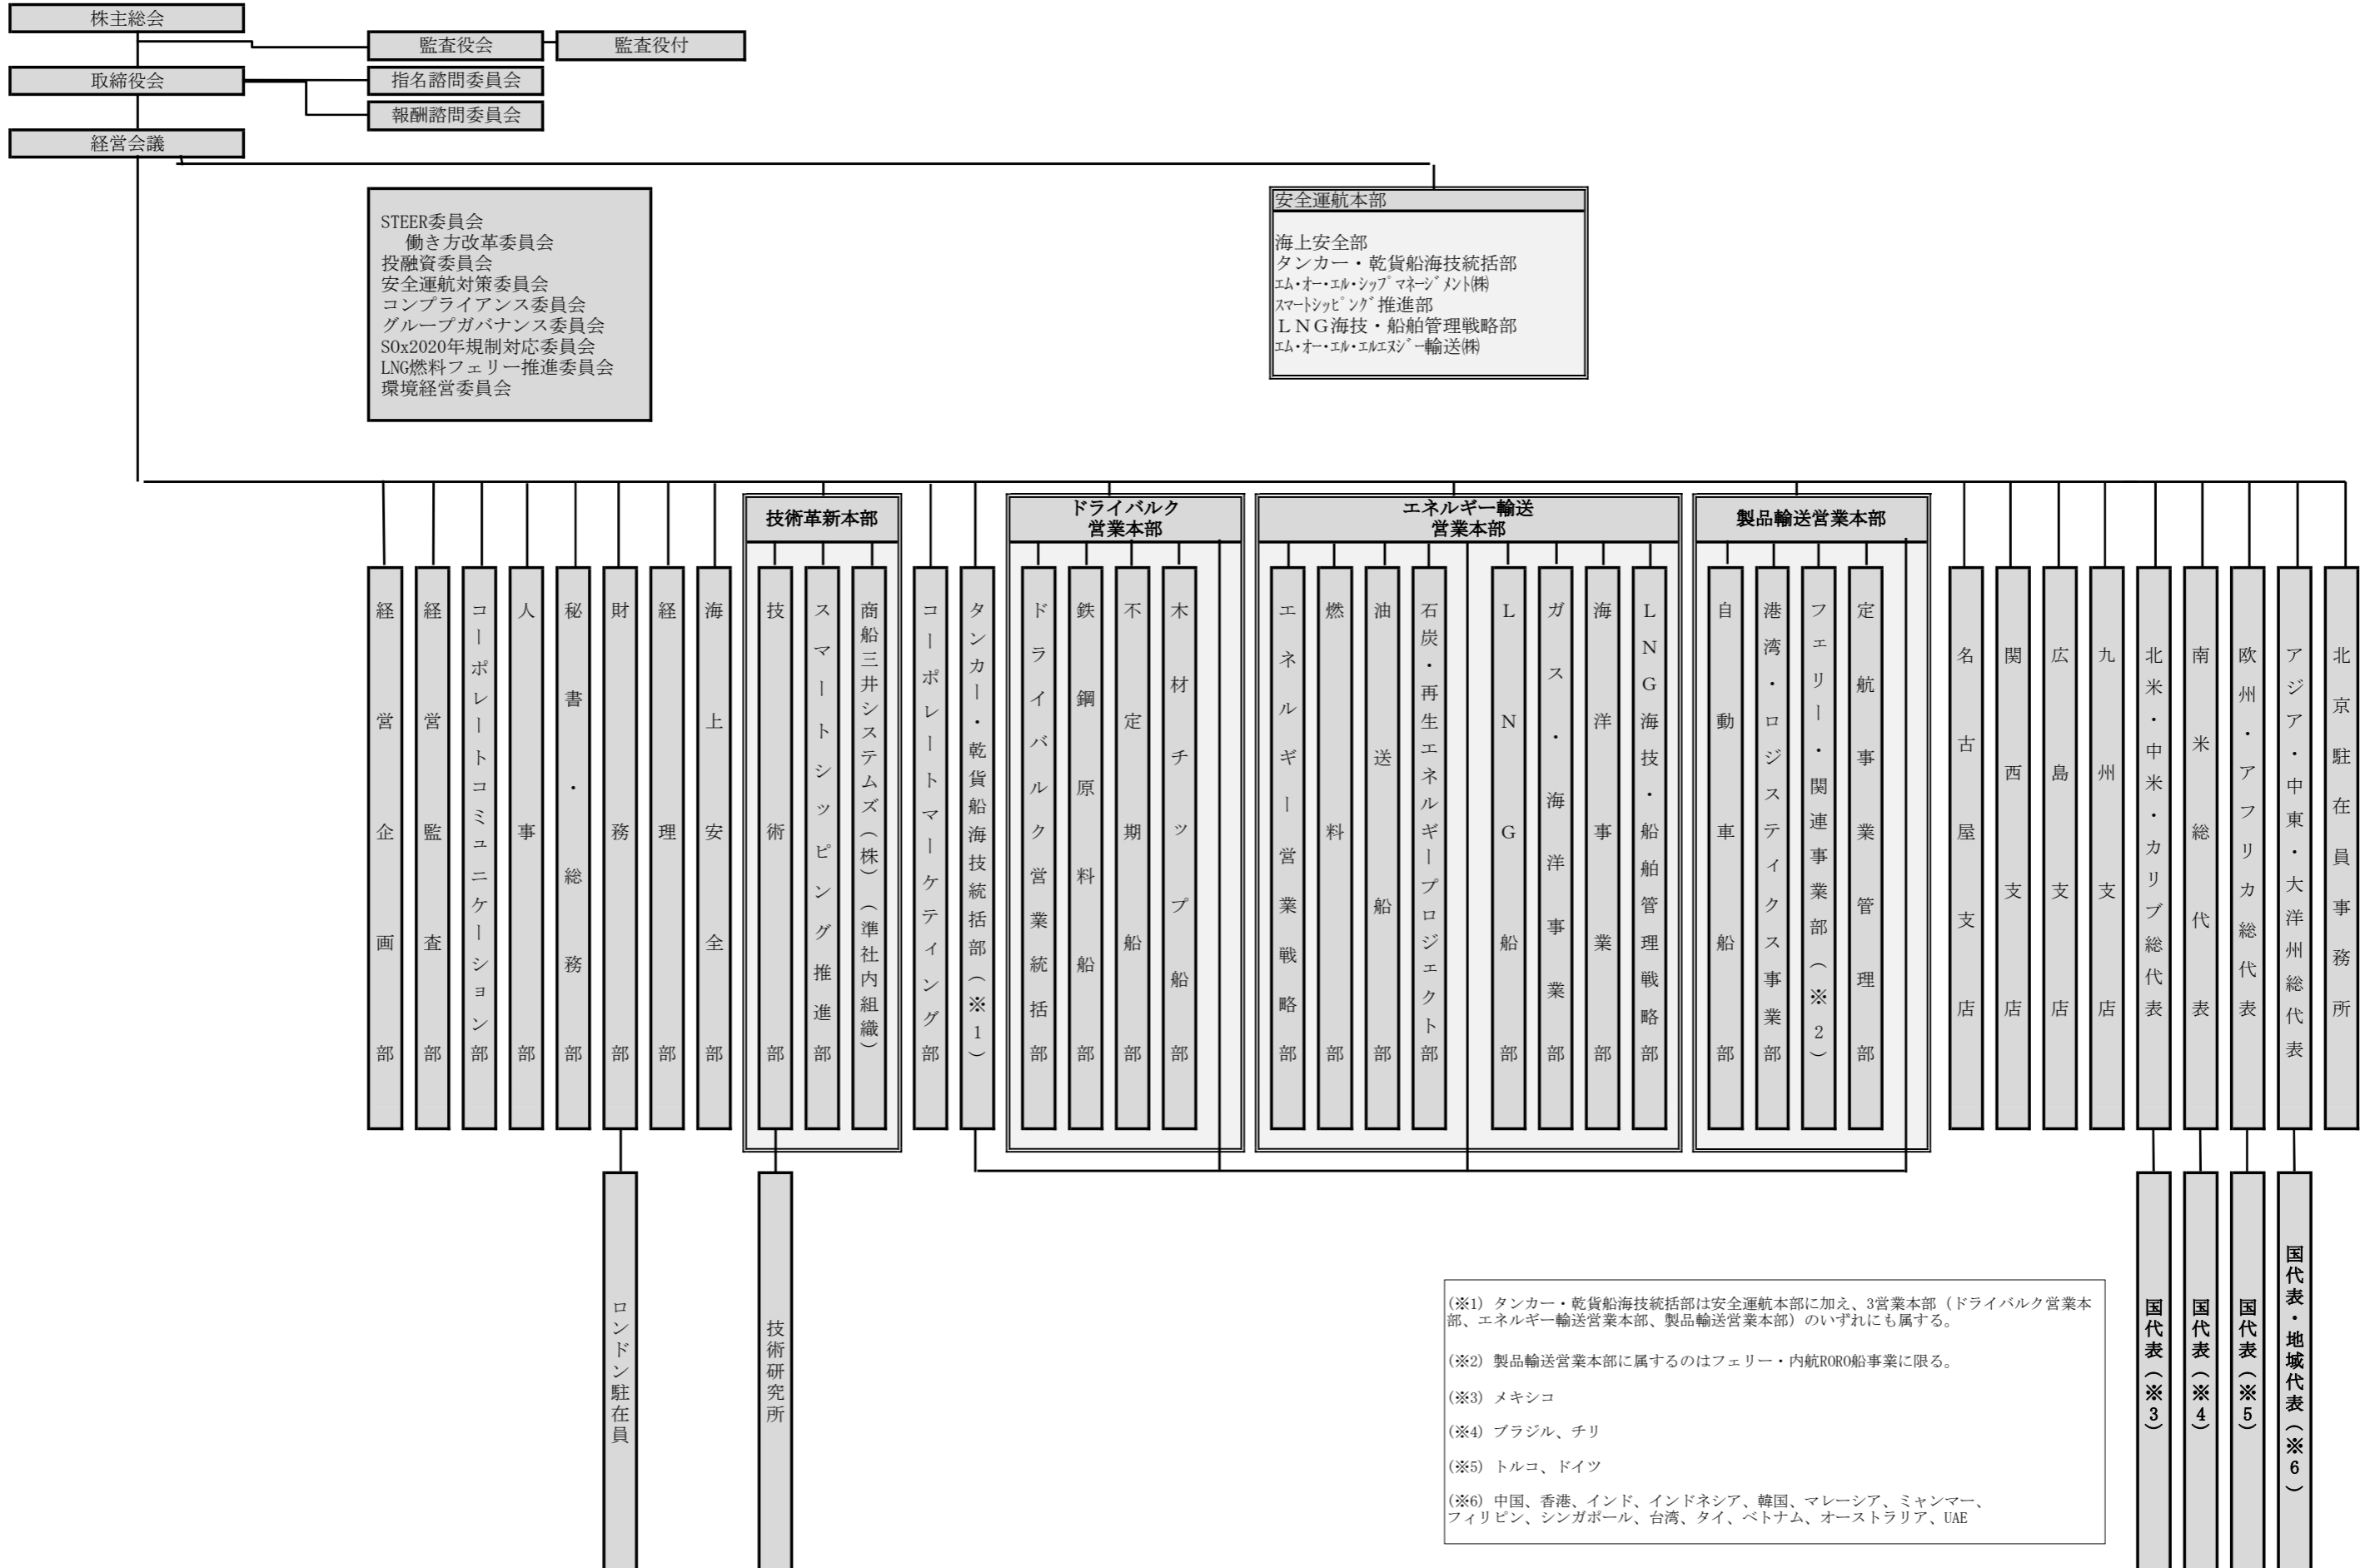 株主総会
監査役会
監査役付
取締役会
指名諮問委員会
報酬諮問委員会
経営会議
STEER委員会
働き方改革委員会
投融資委員会
安全運航対策委員会
コンプライアンス委員会
グループガバナンス委員会
SOx2020年規制対応委員会
LNG燃料フェリー推進委員会
環境経営委員会
安全運航本部
海上安全部
タンカー・乾貨船海技統括部
ｴﾑ･ｵｰ･ｴﾙ･ｼｯﾌﾟﾏﾈｰｼﾞﾒﾝﾄ㈱
ｽﾏｰﾄｼｯﾋﾟﾝｸﾞ推進部
ＬＮＧ海技・船舶管理戦略部
ｴﾑ･ｵｰ･ｴﾙ･ｴﾙｴﾇｼﾞｰ輸送㈱
技術革新本部
ドライバルク
営業本部
エネルギー輸送
営業本部
製品輸送営業本部
経営企画部
経営監査部
コーポレートコミュニケーション部
人事部
秘書・総務部
財務部
経理部
海上安全部
技術部
スマートシッピング推進部
商船三井システムズ（株）（準社内組織）
コーポレートマーケティング部
タンカー・乾貨船海技統括部（※1）
ドライバルク営業統括部
鉄鋼原料船部
不定期船部
木材チップ船部
エネルギー営業戦略部
燃料部
油送船部
石炭・再生エネルギープロジェクト部
ＬＮＧ船部
ガス・海洋事業部
海洋事業部
ＬＮＧ海技・船舶管理戦略部
自動車船部
港湾・ロジスティクス事業部
フェリー・関連事業部（※2）
定航事業管理部
名古屋支店
関西支店
広島支店
九州支店
北米・中米・カリブ総代表
南米総代表
欧州・アフリカ総代表
アジア・中東・大洋州総代表
北京駐在員事務所
ロンドン駐在員
技術研究所
国代表（※3）
国代表（※4）
国代表（※5）
国代表・地域代表（※6）
(※1) タンカー・乾貨船海技統括部は安全運航本部に加え、3営業本部（ドライバルク営業本
部、エネルギー輸送営業本部、製品輸送営業本部）のいずれにも属する。
(※2) 製品輸送営業本部に属するのはフェリー・内航RORO船事業に限る。
(※3) メキシコ
(※4) ブラジル、チリ
(※5) トルコ、ドイツ
(※6) 中国、香港、インド、インドネシア、韓国、マレーシア、ミャンマー、
フィリピン、シンガポール、台湾、タイ、ベトナム、オーストラリア、UAE